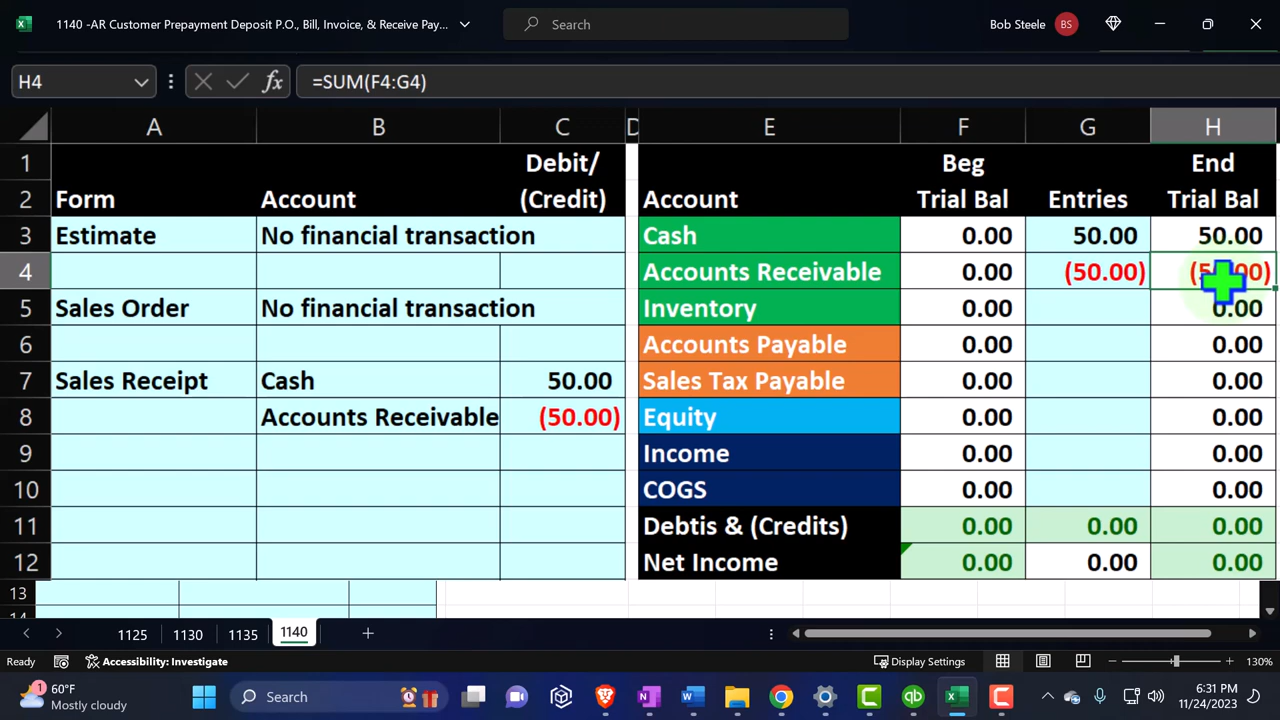 1140 -AR Customer Prepayment Deposit P.O., Bill, Invoice, & Receive Pay...
Search
Bob Steele BS
H4 fx =SUM(F4:G4)
A B C D E F G H
1 Debit/ Beg End
2 Form Account (Credit) Account Trial Bal Entries Trial Bal
3 Estimate No financial transaction Cash 0.00 50.00 50.00
4 Accounts Receivable 0.00 (50.00)
5 Sales Order No financial transaction Inventory 0.00 0.00
6 Accounts Payable 0.00 0.00
7 Sales Receipt Cash 50.00 Sales Tax Payable 0.00 0.00
8 Accounts Receivable (50.00) Equity 0.00 0.00
9 Income 0.00 0.00
10 COGS 0.00 0.00
11 Debtis & (Credits) 0.00 0.00 0.00
12 Net Income 0.00 0.00 0.00
13
1125 1130 1135 1140
Ready Accessibility: Investigate Display Settings 130%
1 60°F Search 6:31 PM
Mostly cloudy 11/24/2023